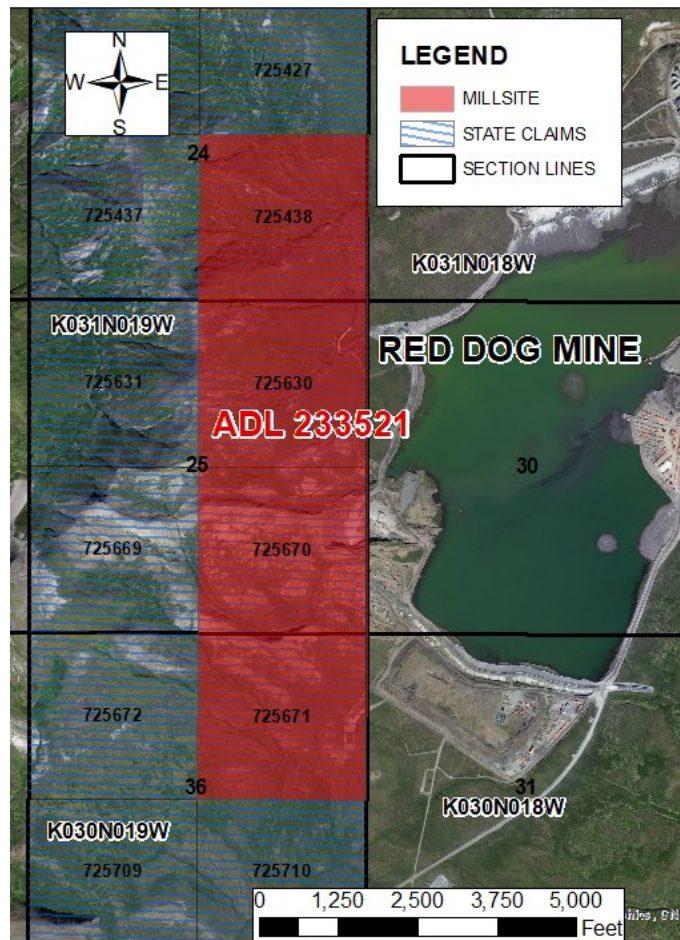 N
W E
S
725427
LEGEND
MILLSITE
STATE CLAIMS
SECTION LINES
24
725437
725438
K031N018W
K031N019W
RED DOG MINE
725631
725630
ADL 233521
25
30
725669
725670
725672
725671
36
31
K030N019W
K030N018W
725709
725710
0 1,250 2,500 3,750 5,000
Feet